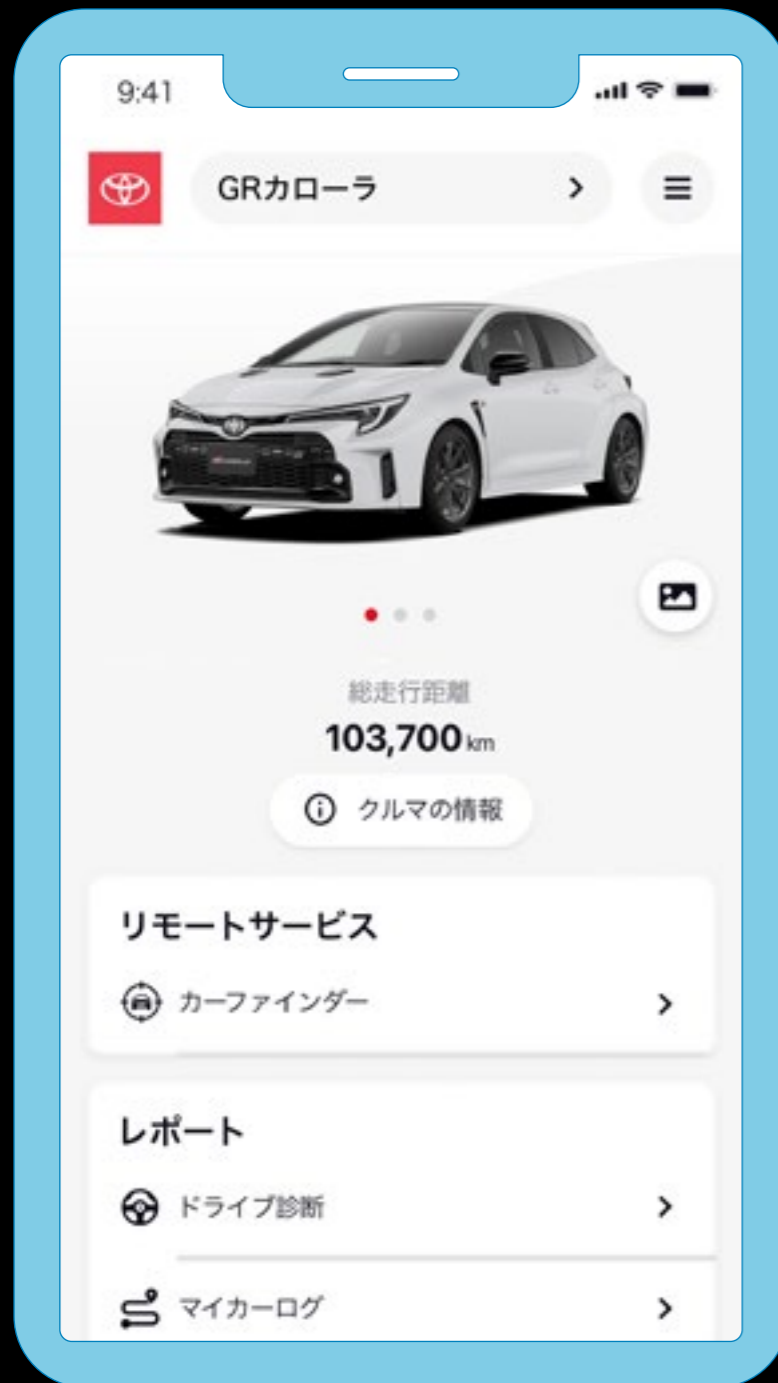 9:41
GRカローラ
総走行距離
103,700km
クルマの情報
リモートサービス
カーファインダー
レポート
ドライブ診断
マイカーログ